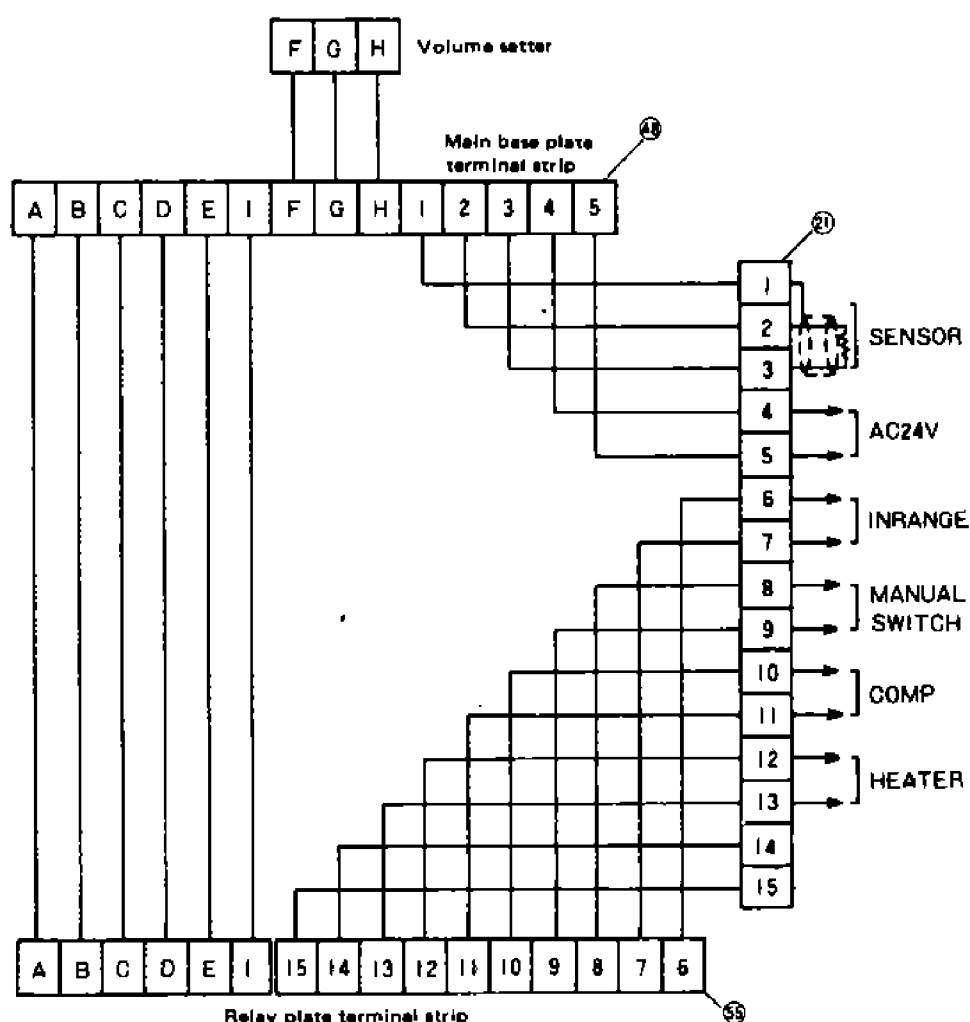 F G H Volume setter
48
Main base plate
terminal strip
A B C D E I F G H 1 2 3 4 5
21
1
2
SENSOR
3
4
AC24V
5
6
INRANGE
7
8
MANUAL
SWITCH
9
10
COMP
11
12
HEATER
13
14
15
A B C D E I 15 14 13 12 11 10 9 8 7 6
Relay plate terminal strip
55